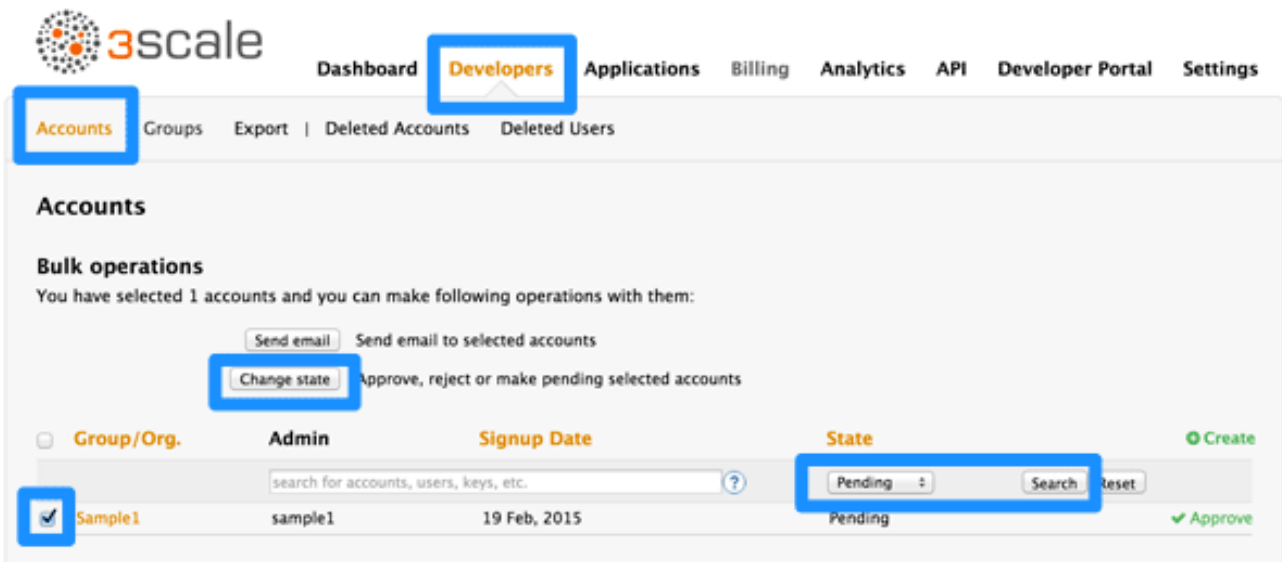 3scale
Dashboard Developers Applications Billing Analytics API Developer Portal Settings
Accounts Groups Export | Deleted Accounts Deleted Users
Accounts
Bulk operations
You have selected 1 accounts and you can make following operations with them:
Send email Send email to selected accounts
Change state Approve, reject or make pending selected accounts
Group/Org. Admin Signup Date State Create
search for accounts, users, keys, etc. ? Pending Search Reset
Sample1 sample1 19 Feb, 2015 Pending Approve